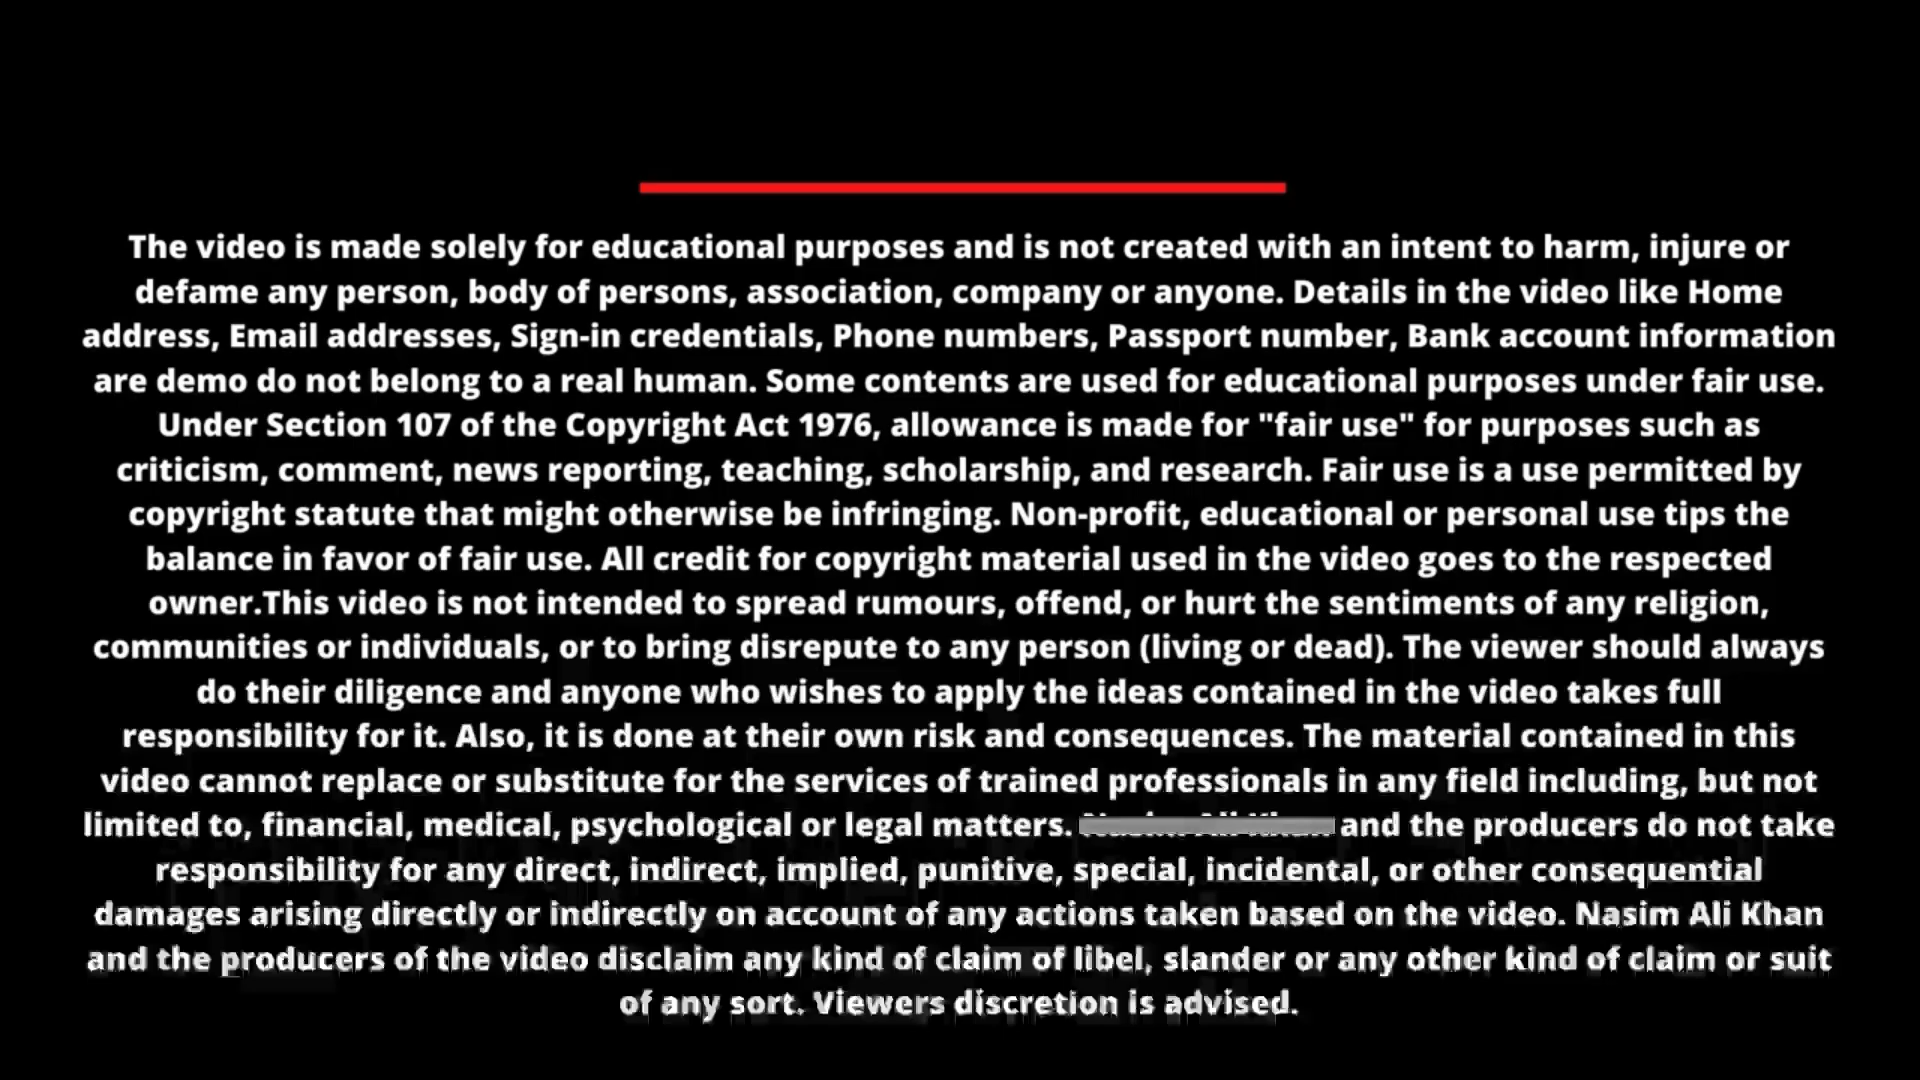 The video is made solely for educational purposes and is not created with an intent to harm, injure or
defame any person, body of persons, association, company or anyone. Details in the video like Home
address, Email addresses, Sign-in credentials, Phone numbers, Passport number, Bank account information
are demo do not belong to a real human. Some contents are used for educational purposes under fair use.
Under Section 107 of the Copyright Act 1976, allowance is made for "fair use" for purposes such as
criticism, comment, news reporting, teaching, scholarship, and research. Fair use is a use permitted by
copyright statute that might otherwise be infringing. Non-profit, educational or personal use tips the
balance in favor of fair use. All credit for copyright material used in the video goes to the respected
owner.This video is not intended to spread rumours, offend, or hurt the sentiments of any religion,
communities or individuals, or to bring disrepute to any person (living or dead). The viewer should always
do their diligence and anyone who wishes to apply the ideas contained in the video takes full
responsibility for it. Also, it is done at their own risk and consequences. The material contained in this
video cannot replace or substitute for the services of trained professionals in any field including, but not
limited to, financial, medical, psychological or legal matters. and the producers do not take
responsibility for any direct, indirect, implied, punitive, special, incidental, or other consequential
damages arising directly or indirectly on account of any actions taken based on the video. Nasim Ali Khan
and the producers of the video disclaim any kind of claim of libel, slander or any other kind of claim or suit
of any sort. Viewers discretion is advised.